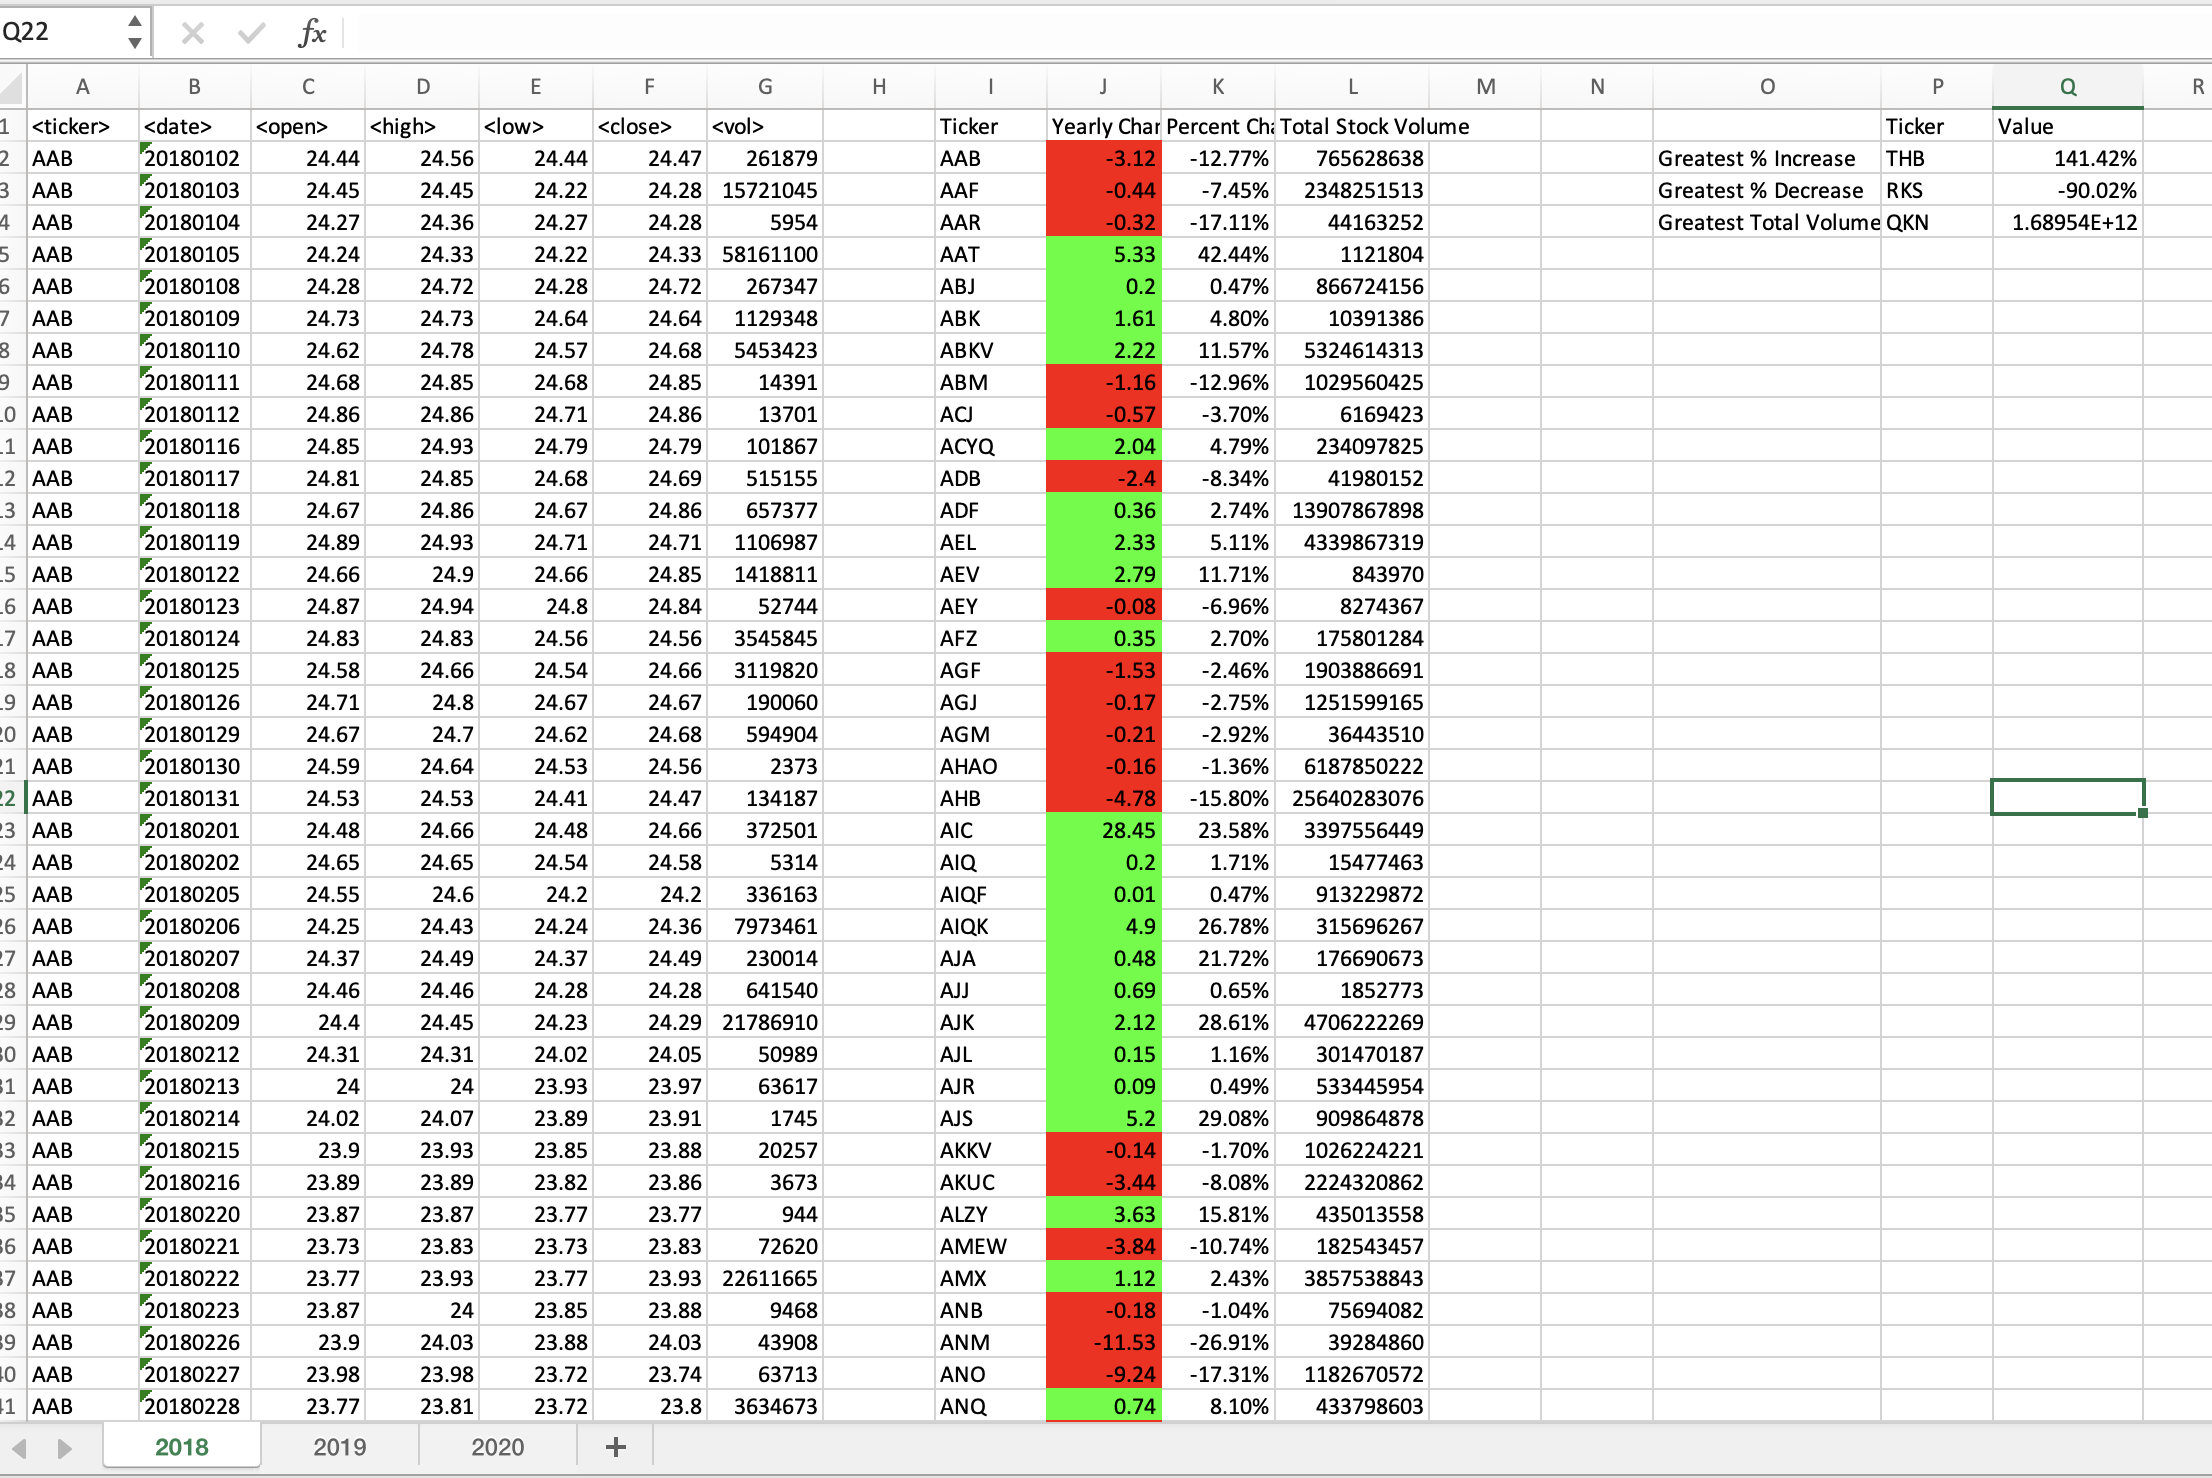 Q22 fx
A B C D E F G H I J K L M N O P Q R
1 <ticker> <date> <open> <high> <low> <close> <vol> Ticker Yearly Char Percent Cha Total Stock Volume Ticker Value
2 AAB 20180102 24.44 24.56 24.44 24.47 261879 AAB -3.12 -12.77% 765628638 Greatest % Increase THB 141.42%
3 AAB 20180103 24.45 24.45 24.22 24.28 15721045 AAF -0.44 -7.45% 2348251513 Greatest % Decrease RKS -90.02%
4 AAB 20180104 24.27 24.36 24.27 24.28 5954 AAR -0.32 -17.11% 44163252 Greatest Total Volume QKN 1.68954E+12
5 AAB 20180105 24.24 24.33 24.22 24.33 58161100 AAT 5.33 42.44% 1121804
6 AAB 20180108 24.28 24.72 24.28 24.72 267347 ABJ 0.2 0.47% 866724156
7 AAB 20180109 24.73 24.73 24.64 24.64 1129348 ABK 1.61 4.80% 10391386
8 AAB 20180110 24.62 24.78 24.57 24.68 5453423 ABKV 2.22 11.57% 5324614313
9 AAB 20180111 24.68 24.85 24.68 24.85 14391 ABM -1.16 -12.96% 1029560425
0 AAB 20180112 24.86 24.86 24.71 24.86 13701 ACJ -0.57 -3.70% 6169423
1 AAB 20180116 24.85 24.93 24.79 24.79 101867 ACYQ 2.04 4.79% 234097825
2 AAB 20180117 24.81 24.85 24.68 24.69 515155 ADB -2.4 -8.34% 41980152
3 AAB 20180118 24.67 24.86 24.67 24.86 657377 ADF 0.36 2.74% 13907867898
4 AAB 20180119 24.89 24.93 24.71 24.71 1106987 AEL 2.33 5.11% 4339867319
5 AAB 20180122 24.66 24.9 24.66 24.85 1418811 AEV 2.79 11.71% 843970
6 AAB 20180123 24.87 24.94 24.8 24.84 52744 AEY -0.08 -6.96% 8274367
7 AAB 20180124 24.83 24.83 24.56 24.56 3545845 AFZ 0.35 2.70% 175801284
8 AAB 20180125 24.58 24.66 24.54 24.66 3119820 AGF -1.53 -2.46% 1903886691
9 AAB 20180126 24.71 24.8 24.67 24.67 190060 AGJ -0.17 -2.75% 1251599165
20 AAB 20180129 24.67 24.7 24.62 24.68 594904 AGM -0.21 -2.92% 36443510
21 AAB 20180130 24.59 24.64 24.53 24.56 2373 AHAO -0.16 -1.36% 6187850222
22 AAB 20180131 24.53 24.53 24.41 24.47 134187 AHB -4.78 -15.80% 25640283076
23 AAB 20180201 24.48 24.66 24.48 24.66 372501 AIC 28.45 23.58% 3397556449
24 AAB 20180202 24.65 24.65 24.54 24.58 5314 AIQ 0.2 1.71% 15477463
25 AAB 20180205 24.55 24.6 24.2 24.2 336163 AIQF 0.01 0.47% 913229872
26 AAB 20180206 24.25 24.43 24.24 24.36 7973461 AIQK 4.9 26.78% 315696267
27 AAB 20180207 24.37 24.49 24.37 24.49 230014 AJA 0.48 21.72% 176690673
28 AAB 20180208 24.46 24.46 24.28 24.28 641540 AJJ 0.69 0.65% 1852773
29 AAB 20180209 24.4 24.45 24.23 24.29 21786910 AJK 2.12 28.61% 4706222269
30 AAB 20180212 24.31 24.31 24.02 24.05 50989 AJL 0.15 1.16% 301470187
31 AAB 20180213 24 24 23.93 23.97 63617 AJR 0.09 0.49% 533445954
32 AAB 20180214 24.02 24.07 23.89 23.91 1745 AJS 5.2 29.08% 909864878
33 AAB 20180215 23.9 23.93 23.85 23.88 20257 AKKV -0.14 -1.70% 1026224221
34 AAB 20180216 23.89 23.89 23.82 23.86 3673 AKUC -3.44 -8.08% 2224320862
35 AAB 20180220 23.87 23.87 23.77 23.77 944 ALZY 3.63 15.81% 435013558
36 AAB 20180221 23.73 23.83 23.73 23.83 72620 AMEW -3.84 -10.74% 182543457
37 AAB 20180222 23.77 23.93 23.77 23.93 22611665 AMX 1.12 2.43% 3857538843
38 AAB 20180223 23.87 24 23.85 23.88 9468 ANB -0.18 -1.04% 75694082
39 AAB 20180226 23.9 24.03 23.88 24.03 43908 ANM -11.53 -26.91% 39284860
40 AAB 20180227 23.98 23.98 23.72 23.74 63713 ANO -9.24 -17.31% 1182670572
41 AAB 20180228 23.77 23.81 23.72 23.8 3634673 ANQ 0.74 8.10% 433798603
2018 2019 2020 +